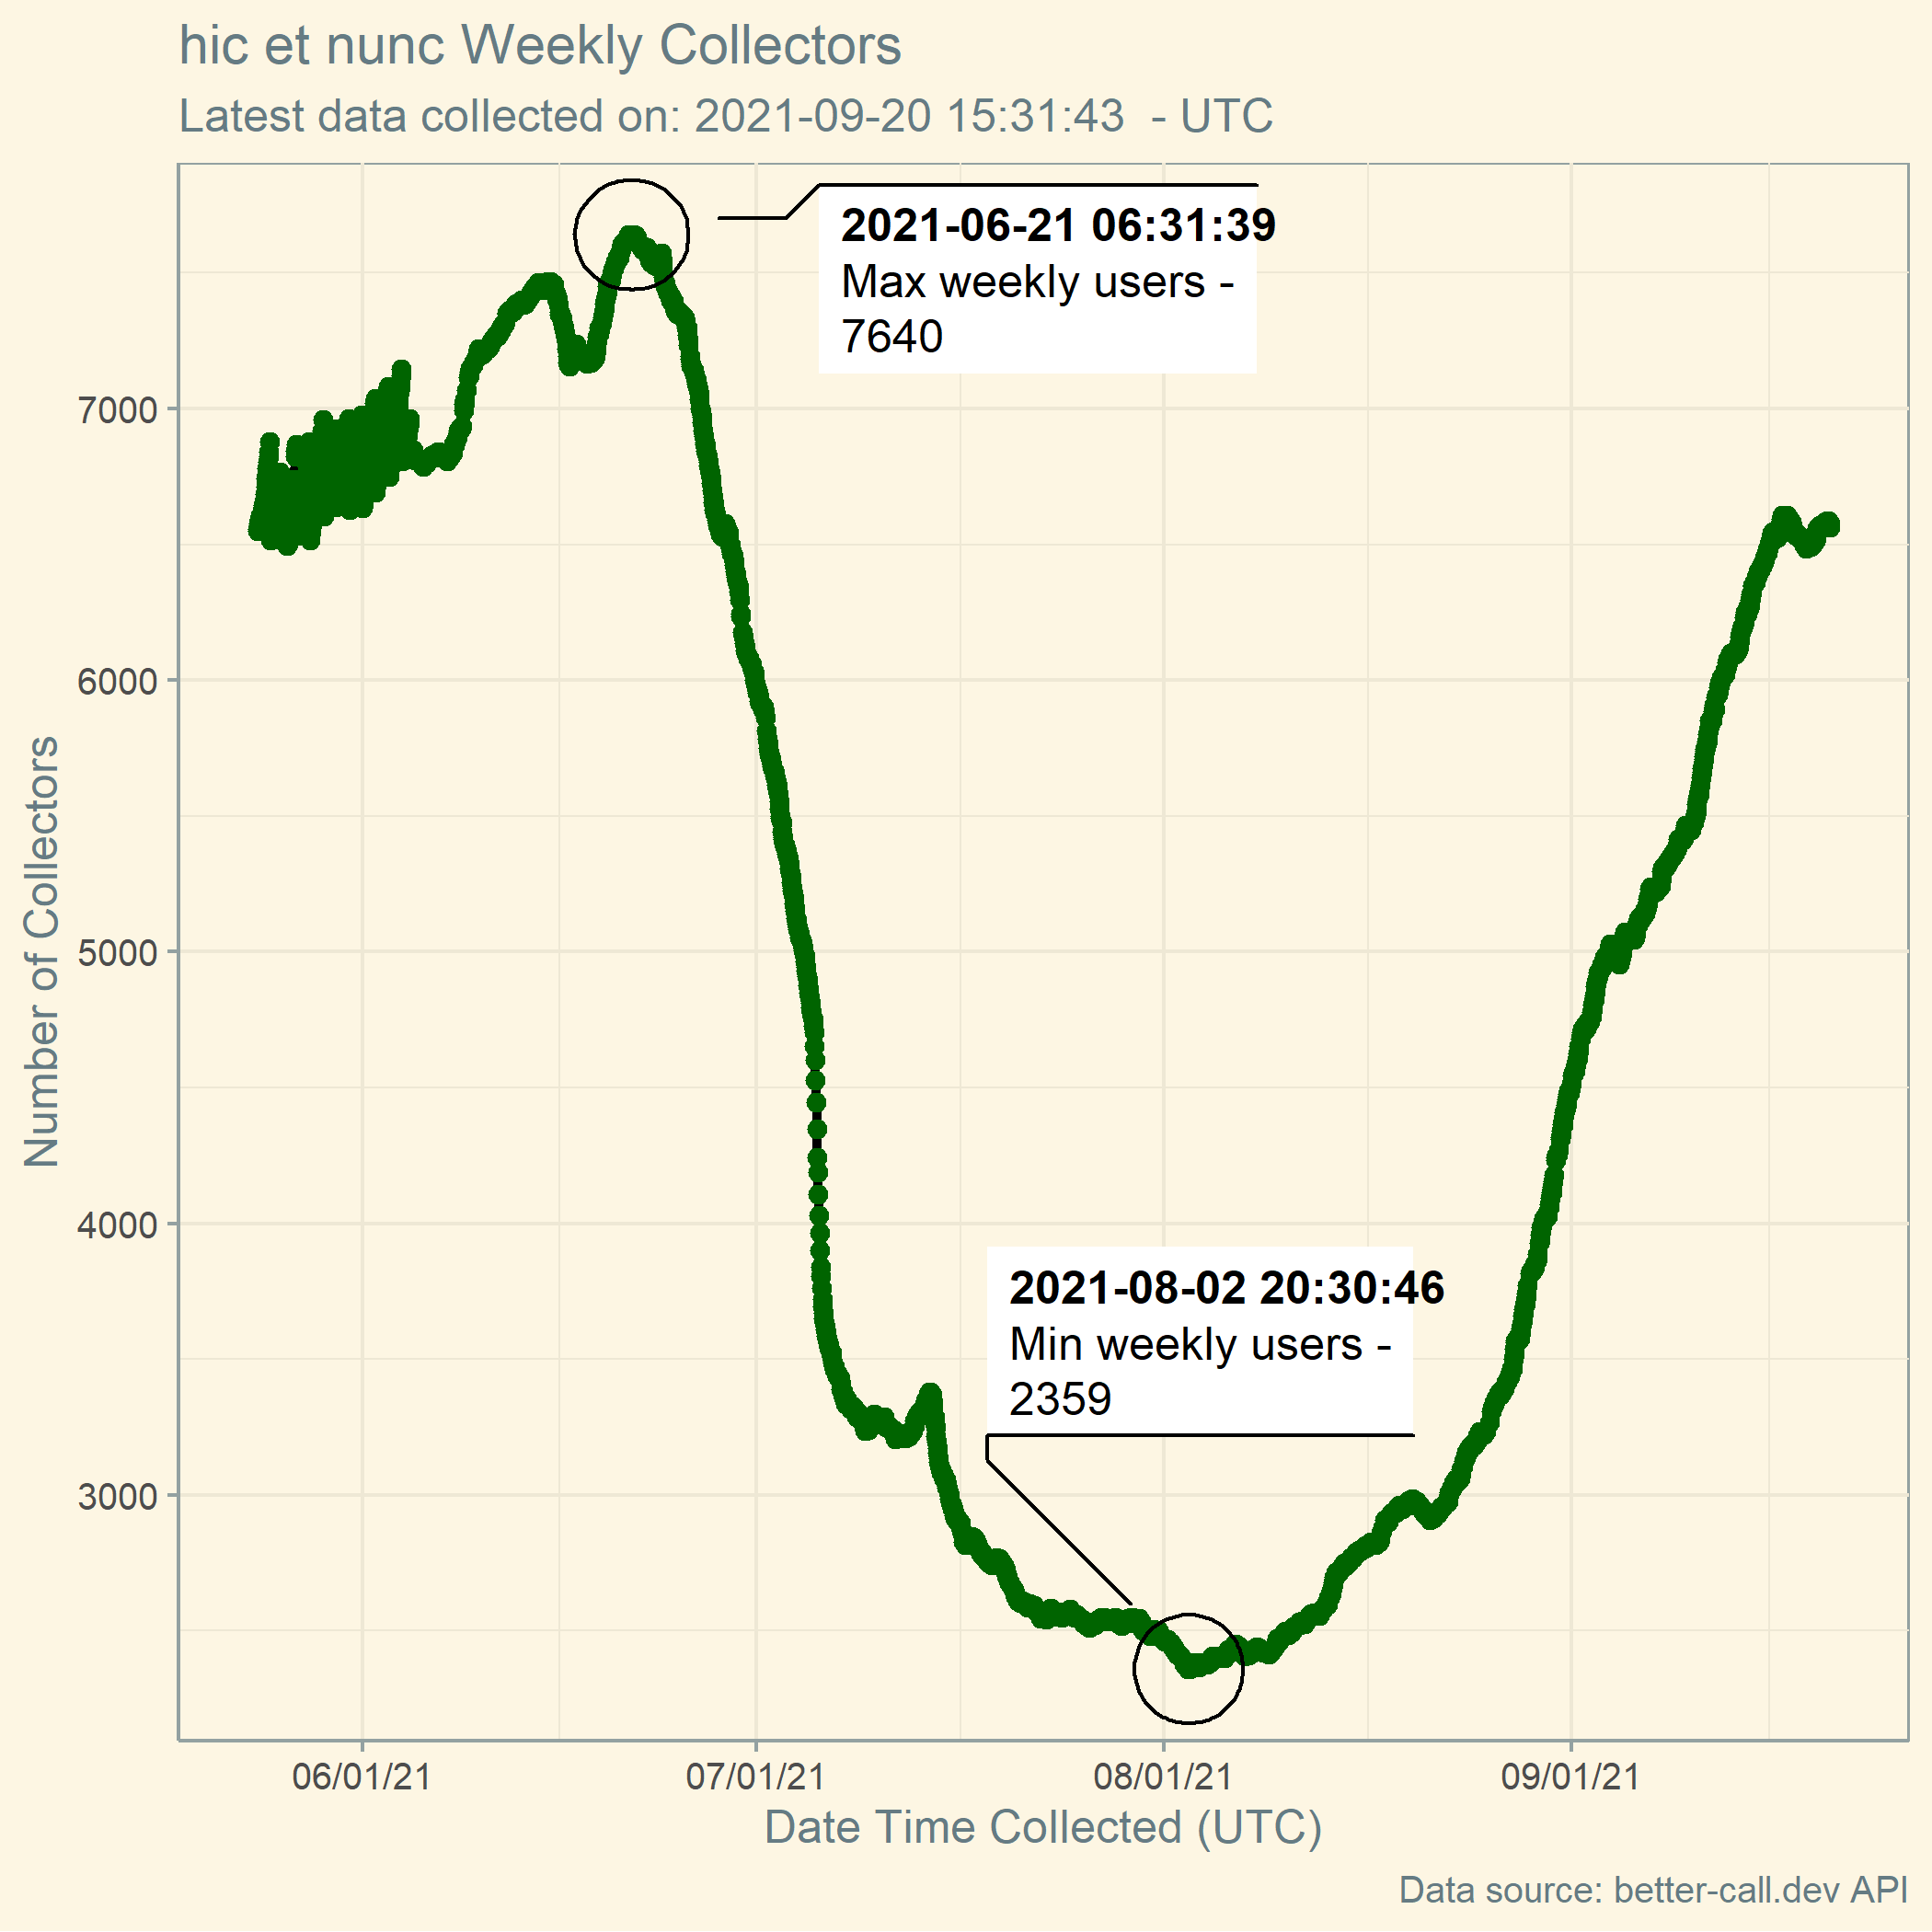 hic et nunc Weekly Collectors
Latest data collected on: 2021-09-20 15:31:43  - UTC
2021-06-21 06:31:39
Max weekly users -
7640
7000
6000
5000
4000
3000
Number of Collectors
2021-08-02 20:30:46
Min weekly users -
2359
06/01/21
07/01/21
08/01/21
09/01/21
Date Time Collected (UTC)
Data source: better-call.dev API